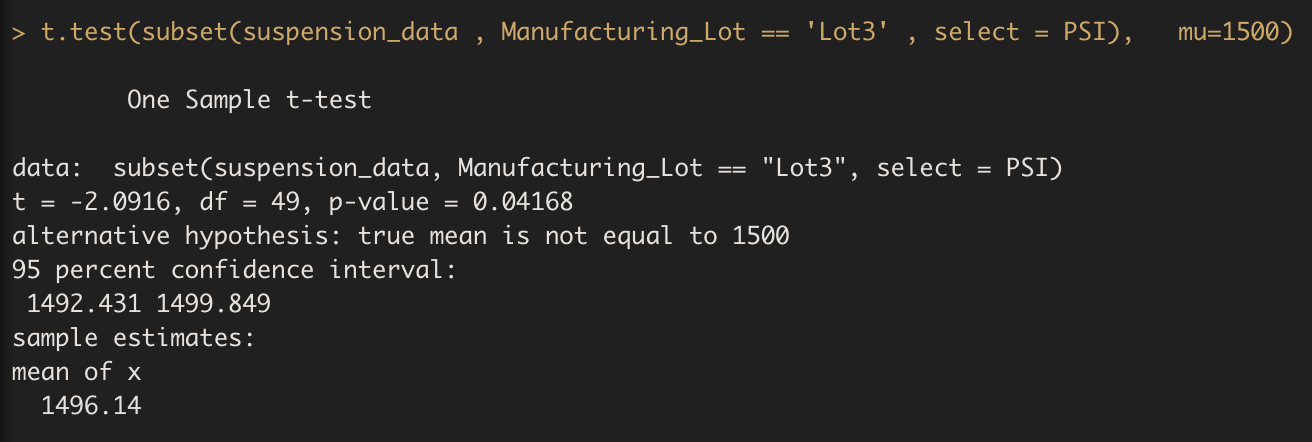 > t.test(subset(suspension_data , Manufacturing_Lot == 'Lot3' , select = PSI),   mu=1500)
One Sample t-test
data:  subset(suspension_data, Manufacturing_Lot == "Lot3", select = PSI)
t = -2.0916, df = 49, p-value = 0.04168
alternative hypothesis: true mean is not equal to 1500
95 percent confidence interval:
1492.431 1499.849
sample estimates:
mean of x
1496.14